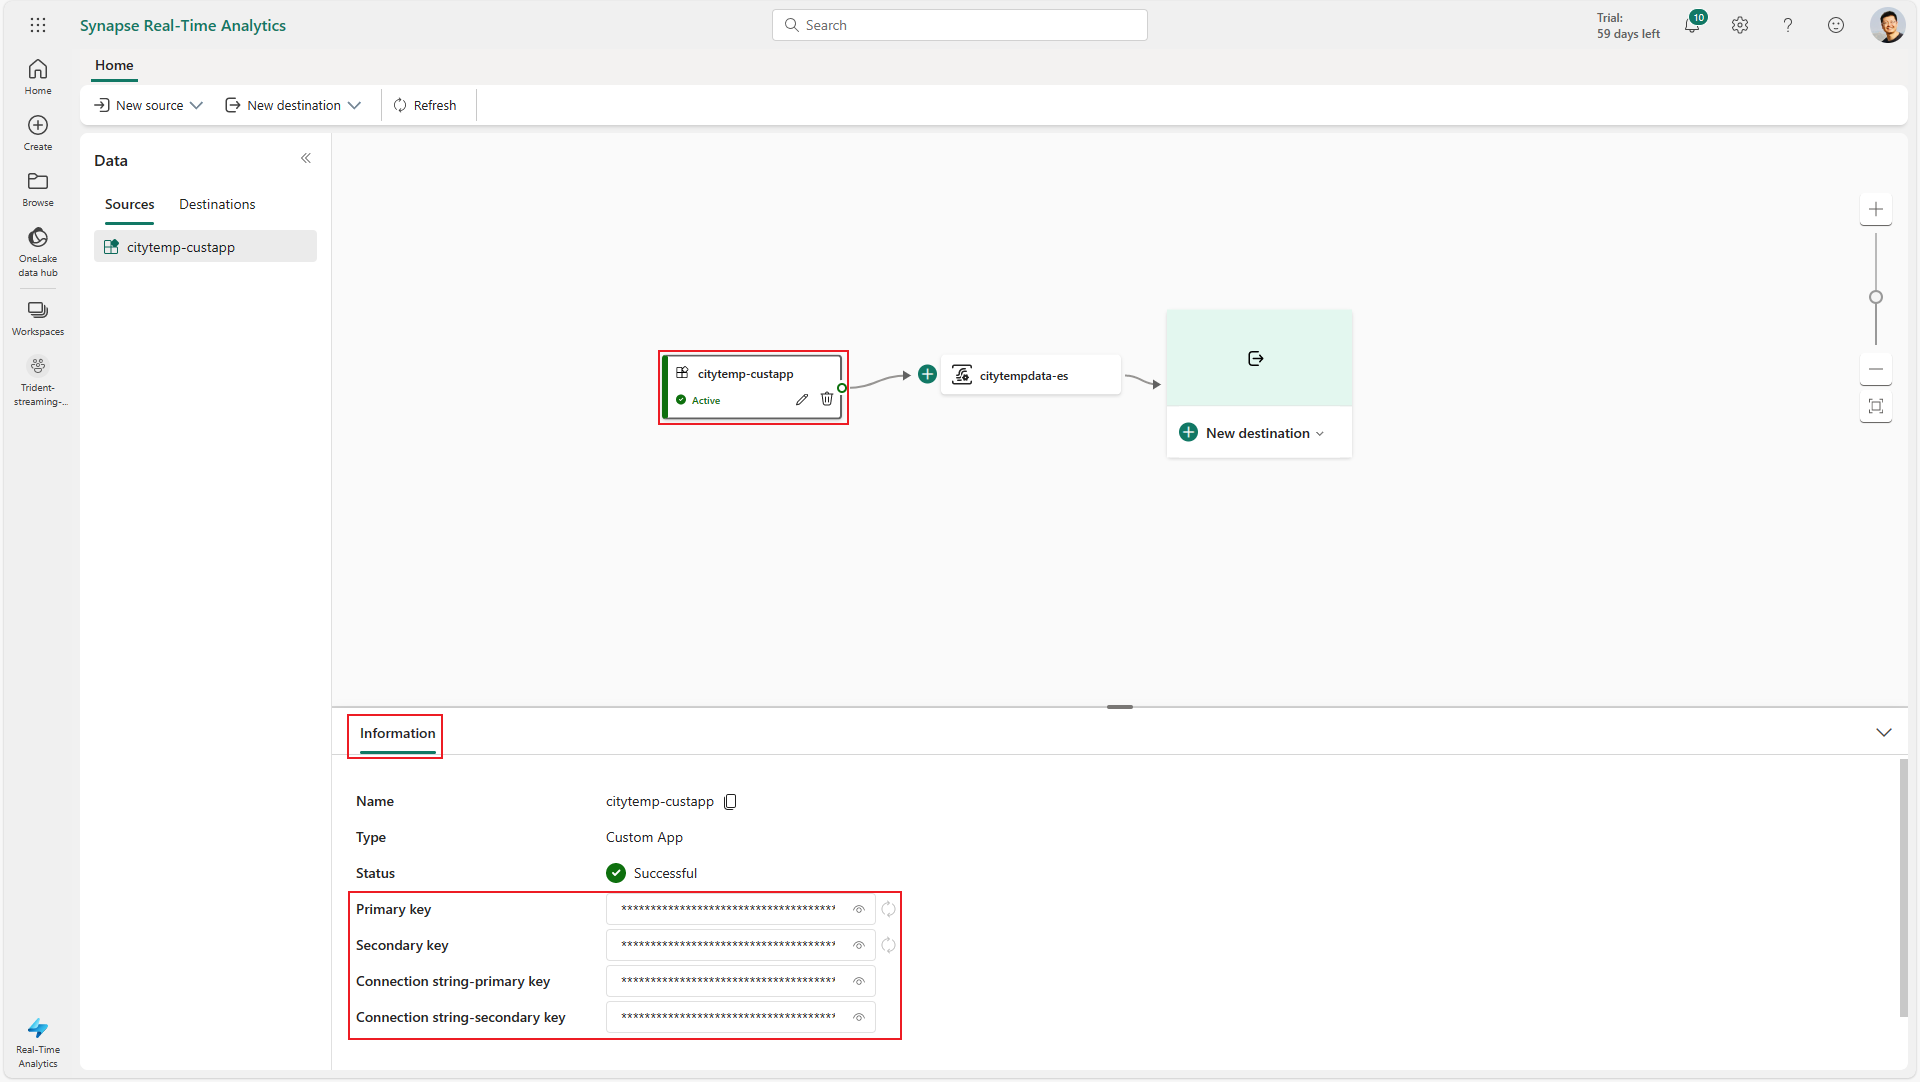 Synapse Real-Time Analytics
Search
Trial:
59 days left
10
Home
Home
New source
New destination
Refresh
Create
Browse
OneLake
data hub
Workspaces
Trident-
streaming-...
Real-Time
Analytics
Data
Sources
Destinations
citytemp-custapp
citytemp-custapp
Active
citytempdata-es
New destination
Information
Name
citytemp-custapp
Type
Custom App
Status
Successful
Primary key
**************************************
Secondary key
**************************************
Connection string-primary key
**************************************
Connection string-secondary key
**************************************